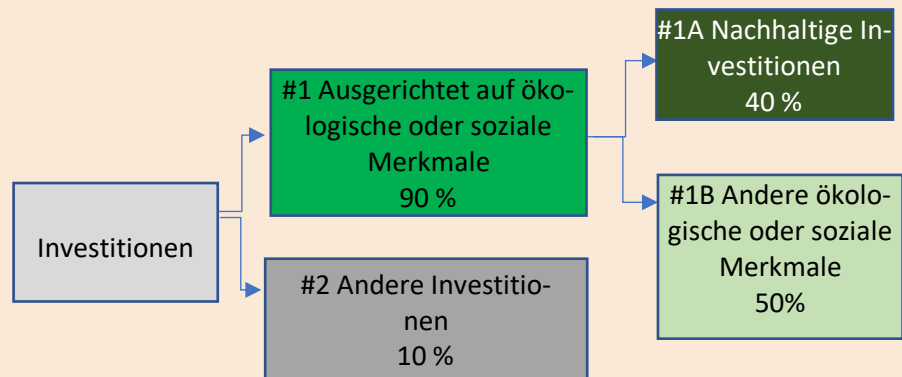 Investitionen
#1 Ausgerichtet auf öko-
logische oder soziale
Merkmale
90 %
#2 Andere Investitio-
nen
10 %
#1A Nachhaltige In-
vestitionen
40 %
#1B Andere ökolo-
gische oder soziale
Merkmale
50%